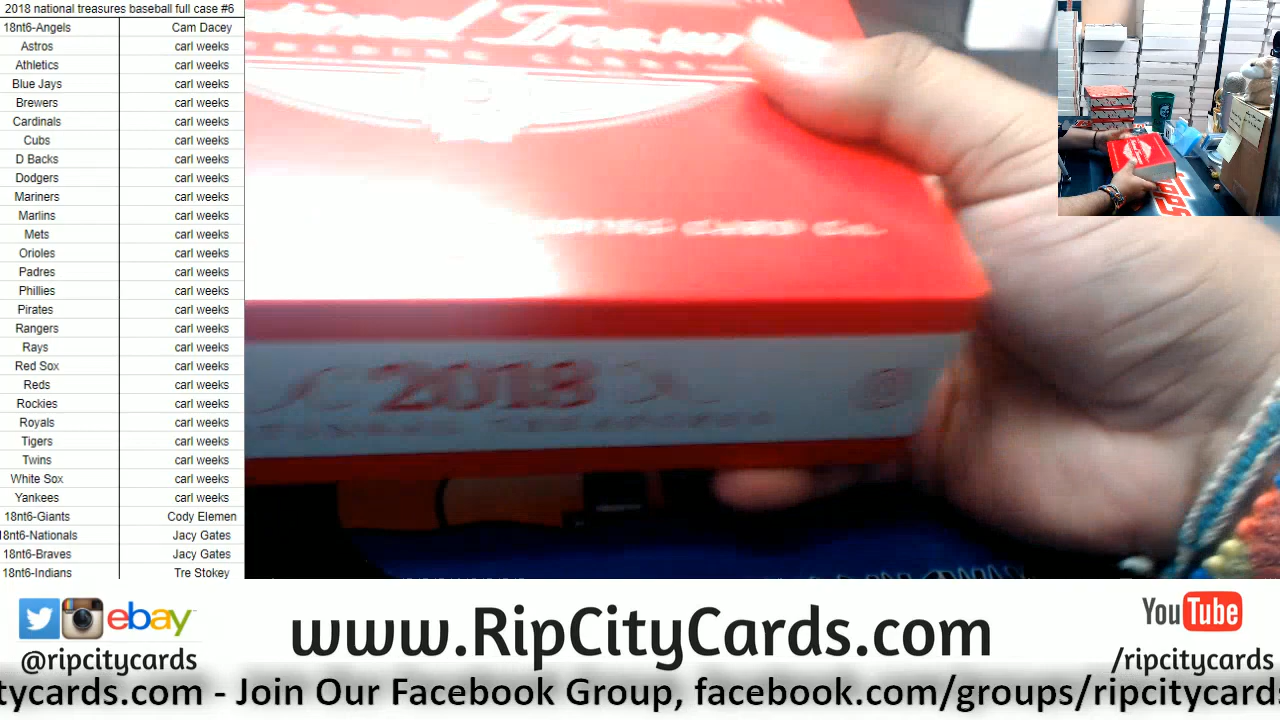 2018 national treasures baseball full case #6
18nt6-Angels Cam Dacey
Astros carl weeks
Athletics carl weeks
Blue Jays carl weeks
Brewers carl weeks
Cardinals carl weeks
Cubs carl weeks
D Backs carl weeks
Dodgers carl weeks
Mariners carl weeks
Marlins carl weeks
Mets carl weeks
Orioles carl weeks
Padres carl weeks
Phillies carl weeks
Pirates carl weeks
Rangers carl weeks
Rays carl weeks
Red Sox carl weeks
Reds carl weeks
Rockies carl weeks
Royals carl weeks
Tigers carl weeks
Twins carl weeks
White Sox carl weeks
Yankees carl weeks
18nt6-Giants Cody Elemen
18nt6-Nationals Jacy Gates
18nt6-Braves Jacy Gates
18nt6-Indians Tre Stokey
ational Treasures
Card Co.
2018
ebay
@ripcitycards
www.RipCityCards.com
YouTube
/ripcitycards
tycards.com - Join Our Facebook Group, facebook.com/groups/ripcitycards